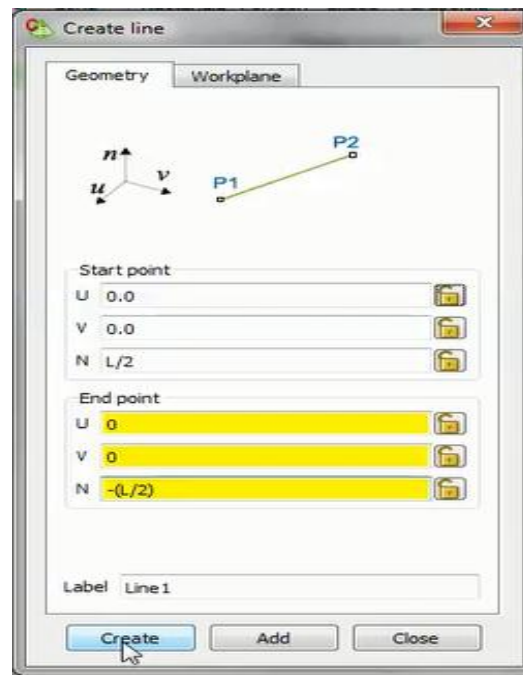 Create line
Geometry Workplane
n
v
u
P1
P2
Start point
U 0.0
V 0.0
N L/2
End point
U 0
V 0
N -(L/2)
Label Line1
Create Add Close